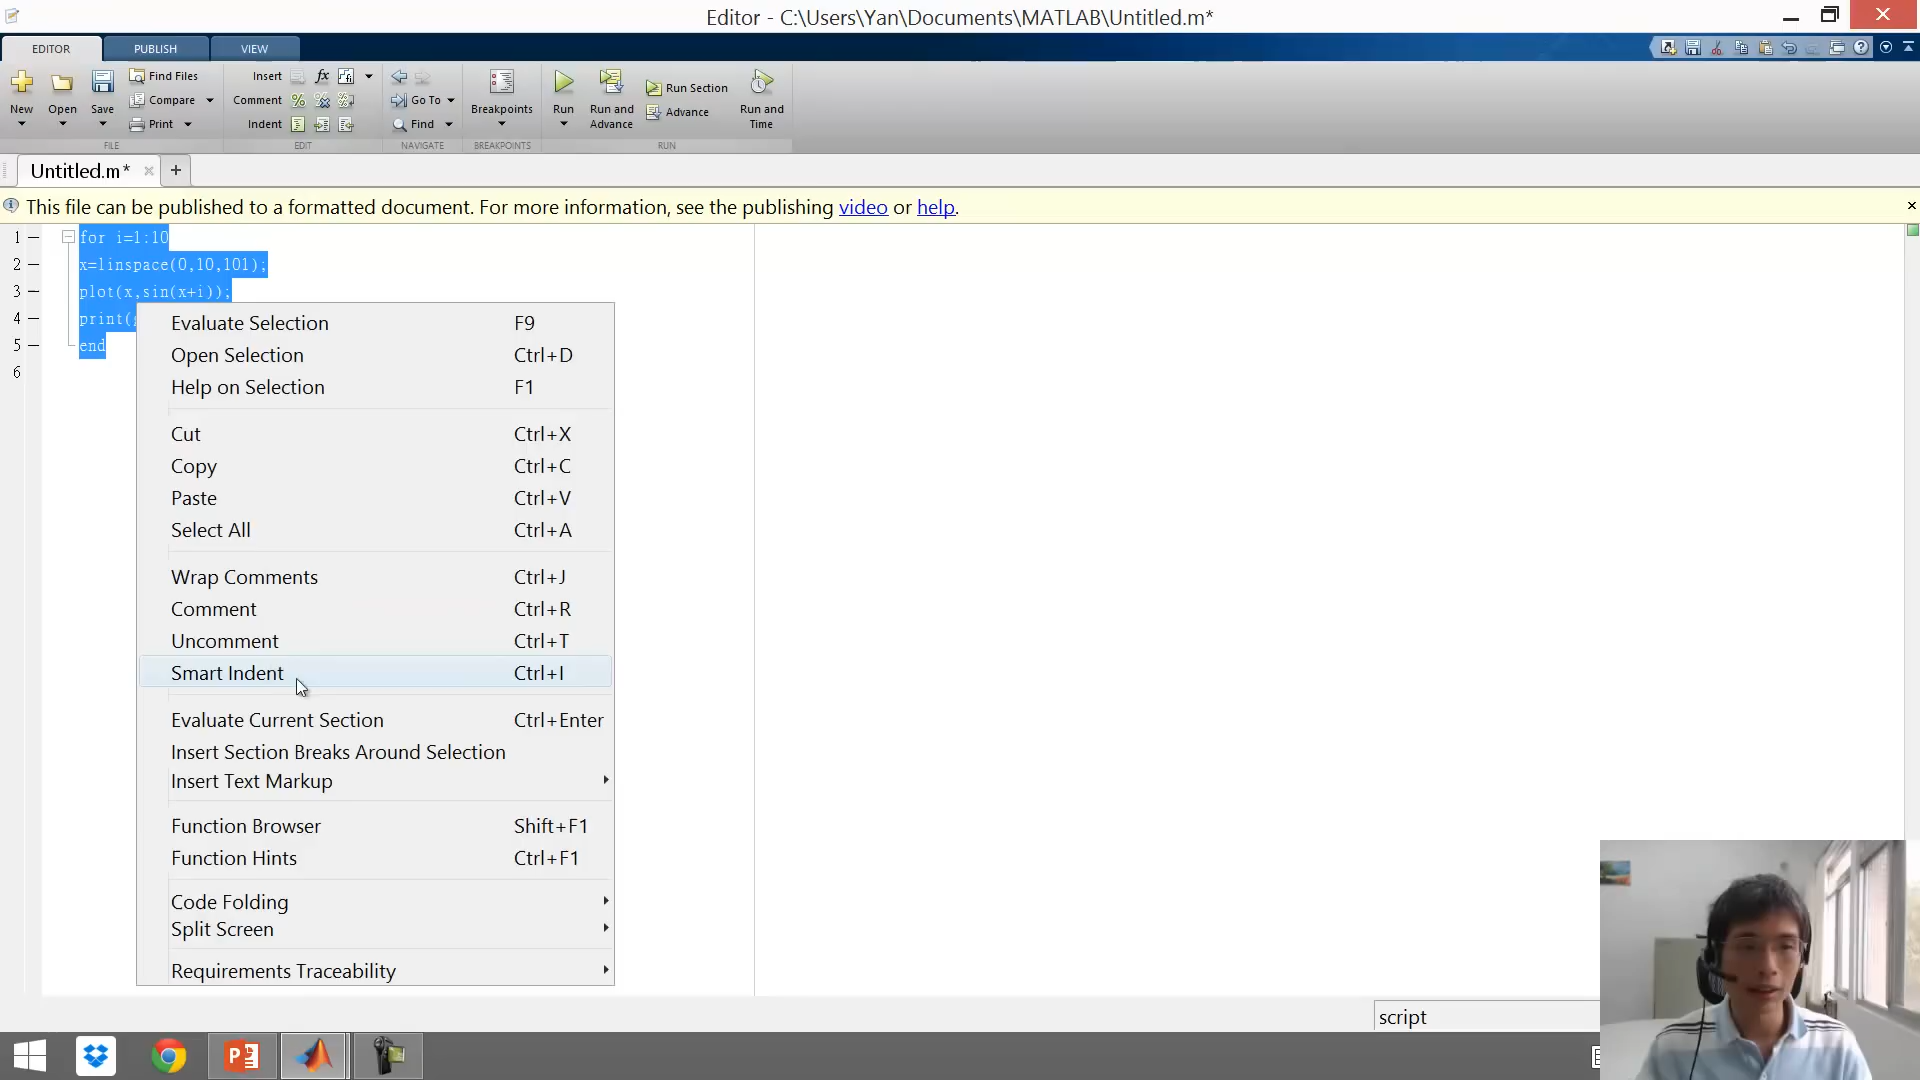 Editor - C:\Users\Yan\Documents\MATLAB\Untitled.m*
EDITOR PUBLISH VIEW
New
Open
Save
Find Files
Compare
Print
FILE
Insert fx
Comment
Indent
EDIT
Go To
Find
NAVIGATE
Breakpoints
BREAKPOINTS
Run
Run and Advance
Run Section
Advance
Run and Time
RUN
Untitled.m* × +
This file can be published to a formatted document. For more information, see the publishing video or help.
1 for i=1:10
2 x=linspace(0,10,101);
3 plot(x,sin(x+i));
4 print(
5 end
6
Evaluate Selection F9
Open Selection Ctrl+D
Help on Selection F1
Cut Ctrl+X
Copy Ctrl+C
Paste Ctrl+V
Select All Ctrl+A
Wrap Comments Ctrl+J
Comment Ctrl+R
Uncomment Ctrl+T
Smart Indent Ctrl+I
Evaluate Current Section Ctrl+Enter
Insert Section Breaks Around Selection
Insert Text Markup
Function Browser Shift+F1
Function Hints Ctrl+F1
Code Folding
Split Screen
Requirements Traceability
script